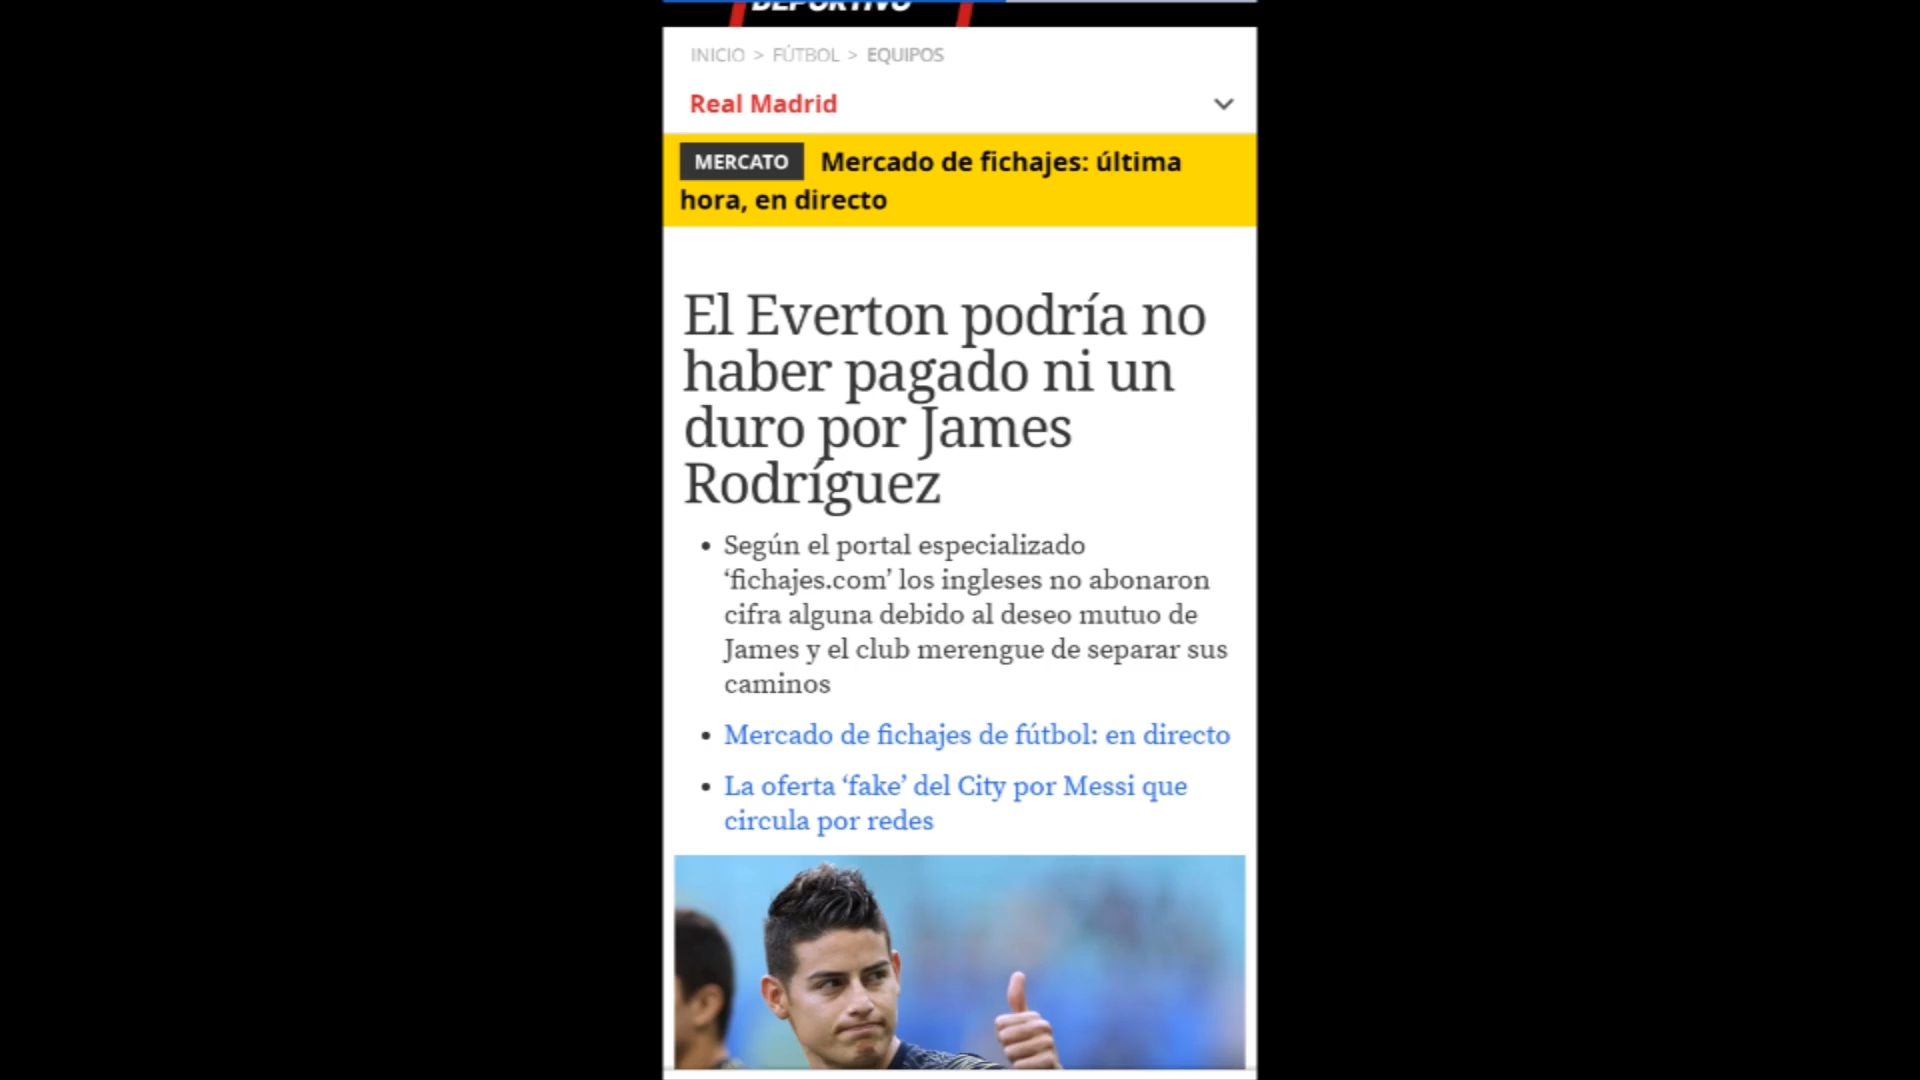 DEPORTIVO
INICIO > FÚTBOL > EQUIPOS
Real Madrid
MERCATO Mercado de fichajes: última
hora, en directo
El Everton podría no
haber pagado ni un
duro por James
Rodríguez
• Según el portal especializado
‘fichajes.com’ los ingleses no abonaron
cifra alguna debido al deseo mutuo de
James y el club merengue de separar sus
caminos
• Mercado de fichajes de fútbol: en directo
• La oferta ‘fake’ del City por Messi que
circula por redes